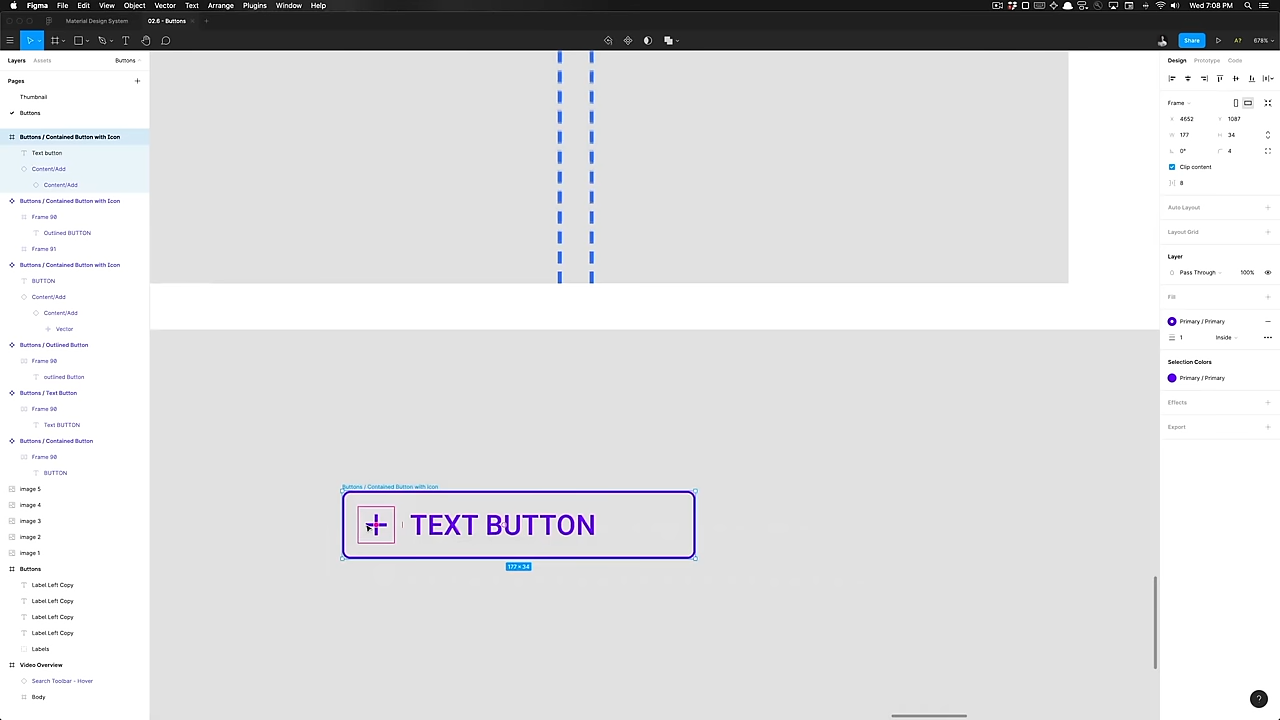 Figma File Edit View Object Vector Text Arrange Plugins Window Help Wed 7:08 PM
Material Design System 02.6 - Buttons
Share A? 678%
Layers Assets Buttons
Pages
Thumbnail
Buttons
Buttons / Contained Button with Icon
Text button
Content/Add
Content/Add
Buttons / Contained Button with Icon
Frame 90
Outlined BUTTON
Frame 91
Buttons / Contained Button with Icon
BUTTON
Content/Add
Content/Add
Vector
Buttons / Outlined Button
Frame 90
outlined Button
Buttons / Text Button
Frame 90
Text BUTTON
Buttons / Contained Button
Frame 90
BUTTON
image 5
image 4
image 3
image 2
image 1
Buttons
Label Left Copy
Label Left Copy
Label Left Copy
Label Left Copy
Labels
Video Overview
Search Toolbar - Hover
Body
Buttons / Contained Button with Icon
TEXT BUTTON
177 × 34
Design Prototype Code
Frame
X 4652 Y 1087
W 177 H 34
0° 4
Clip content
8
Auto Layout
Layout Grid
Layer
Pass Through 100%
Fill
Primary / Primary
1 Inside
Selection Colors
Primary / Primary
Effects
Export
?